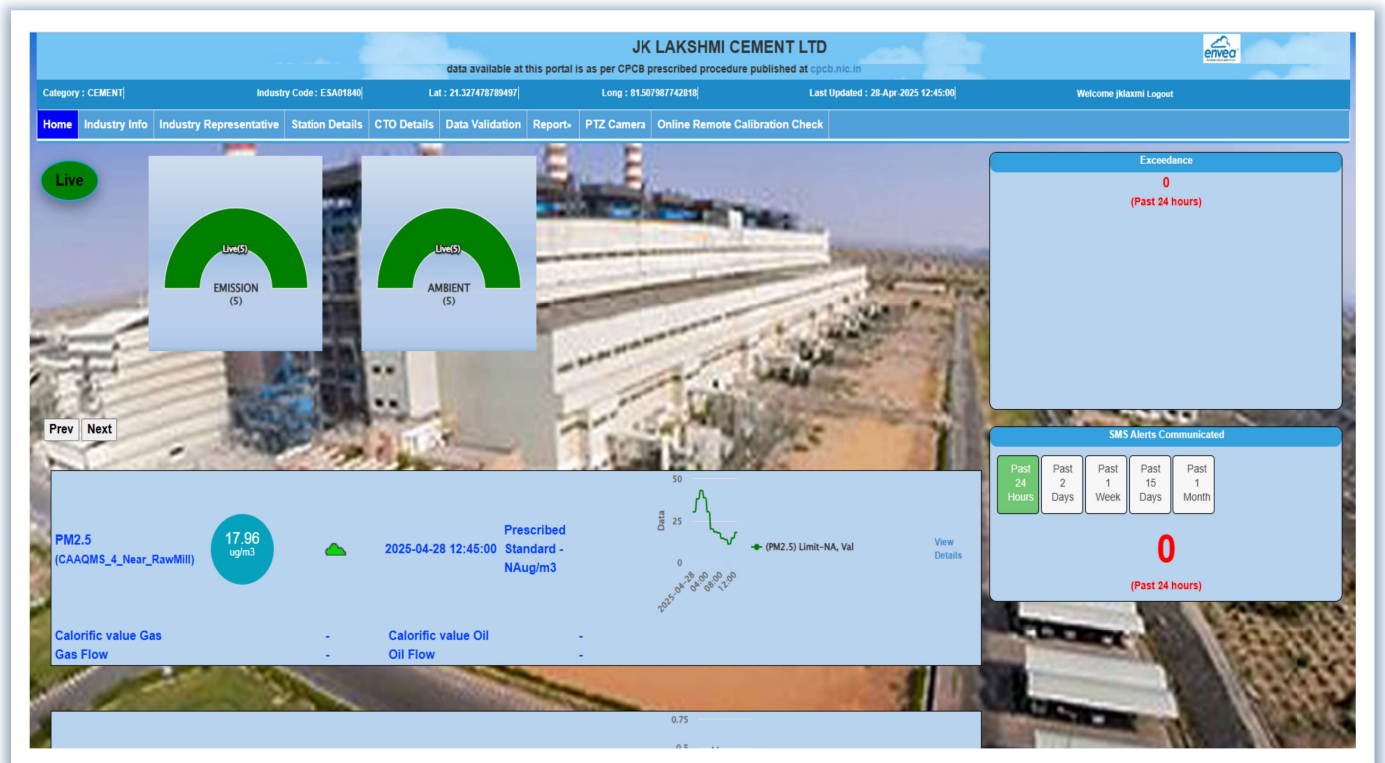 JK LAKSHMI CEMENT LTD
data available at this portal is as per CPCB prescribed procedure published at cpcb.nic.in
envea
Category : CEMENT| Industry Code : ESA01840| Lat : 21.327478789497| Long : 81.507987742818| Last Updated : 28-Apr-2025 12:45:00| Welcome jklaxmi Logout
Home Industry Info Industry Representative Station Details CTO Details Data Validation Report» PTZ Camera Online Remote Calibration Check
Live
Live(5)
EMISSION
(5)
Live(5)
AMBIENT
(5)
Exceedance
0
(Past 24 hours)
Prev Next
SMS Alerts Communicated
Past
24
Hours
Past
2
Days
Past
1
Week
Past
15
Days
Past
1
Month
0
(Past 24 hours)
PM2.5
(CAAQMS_4_Near_RawMill)
17.96
ug/m3
2025-04-28 12:45:00
Prescribed
Standard -
NAug/m3
50
25
0
Data
2025-04-28
04:00
08:00
12:00
(PM2.5) Limit-NA, Val
View
Details
Calorific value Gas - Calorific value Oil -
Gas Flow - Oil Flow -
0.75